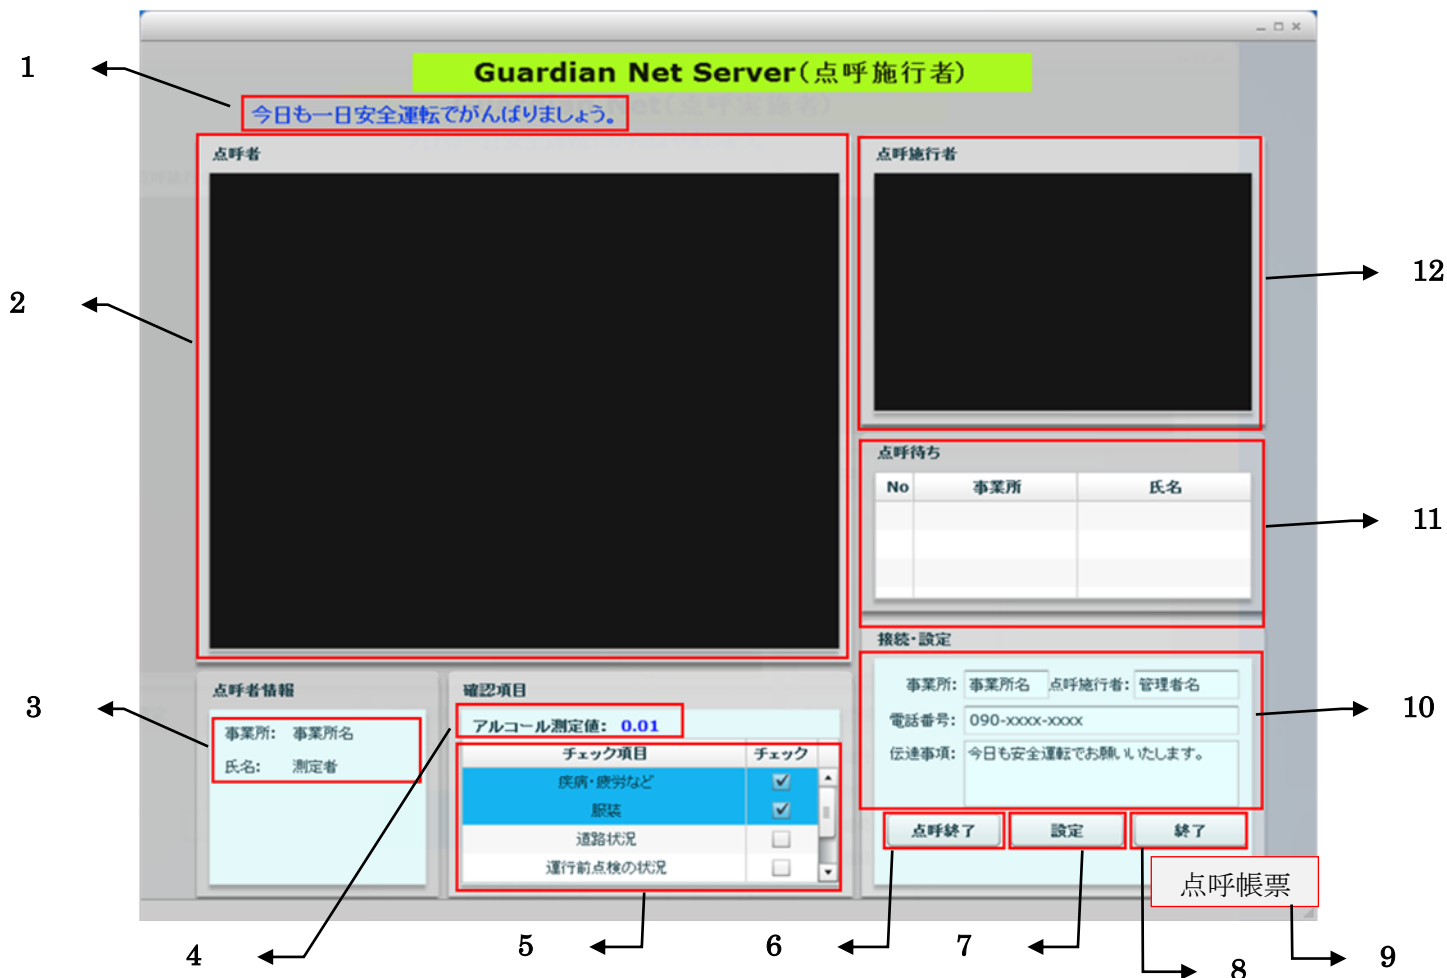 Guardian Net Server(点呼施行者)
1
今日も一日安全運転でがんばりましょう。
点呼者
点呼施行者
12
2
点呼待ち
No 事業所 氏名
11
接続・設定
事業所: 事業所名 点呼施行者: 管理者名
電話番号: 090-xxxx-xxxx
伝達事項: 今日も安全運転でお願いいたします。
10
点呼者情報
事業所: 事業所名
氏名: 測定者
3
確認項目
アルコール測定値: 0.01
チェック項目 チェック
疾病・疲労など
服装
道路状況
運行前点検の状況
点呼終了 設定 終了
点呼帳票
4
5
6
7
8
9